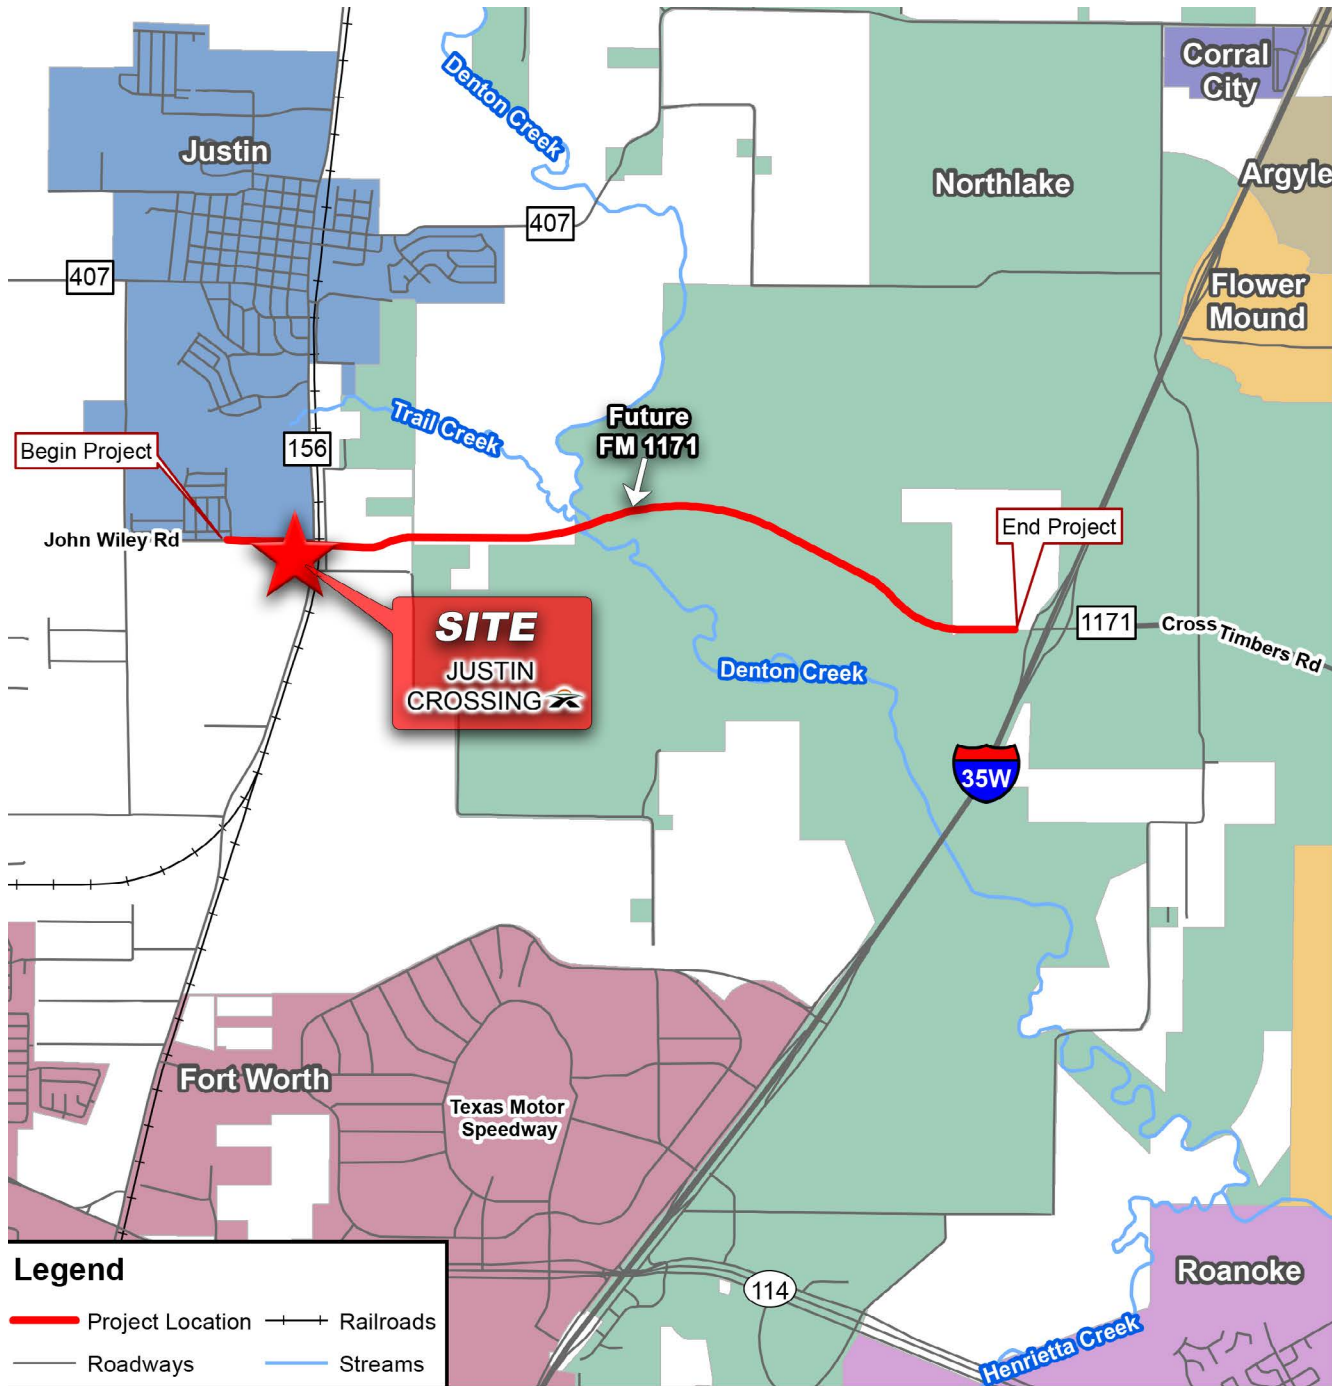 Corral
City
Denton Creek
Justin
Argyle
Northlake
407
407
Flower
Mound
Trail Creek
Future
FM 1171
156
Begin Project
End Project
John Wiley Rd
SITE
JUSTIN
CROSSING
1171
Cross Timbers Rd
Denton Creek
35W
Fort Worth
Texas Motor
Speedway
114
Roanoke
Henrietta Creek
Legend
Project Location
Railroads
Roadways
Streams